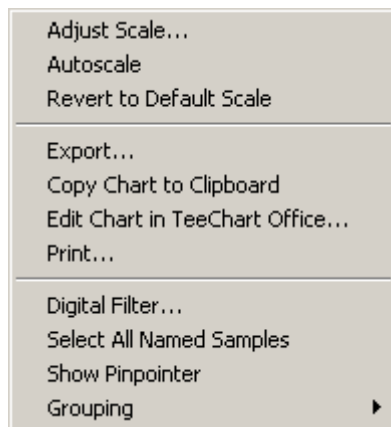 Adjust Scale...
Autoscale
Revert to Default Scale
Export...
Copy Chart to Clipboard
Edit Chart in TeeChart Office...
Print...
Digital Filter...
Select All Named Samples
Show Pinpointer
Grouping